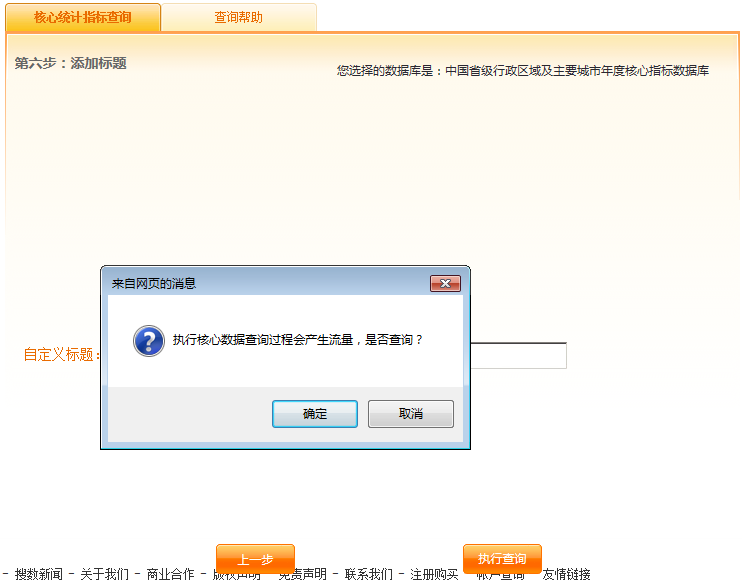 核心统计指标查询 查询帮助
第六步：添加标题
您选择的数据库是：中国省级行政区域及主要城市年度核心指标数据库
来自网页的消息
执行核心数据查询过程会产生流量，是否查询？
自定义标题：
确定 取消
上一步 执行查询
- 搜数新闻 - 关于我们 - 商业合作 - 版权声明 - 免责声明 - 联系我们 - 注册购买 - 帐户查询 - 友情链接